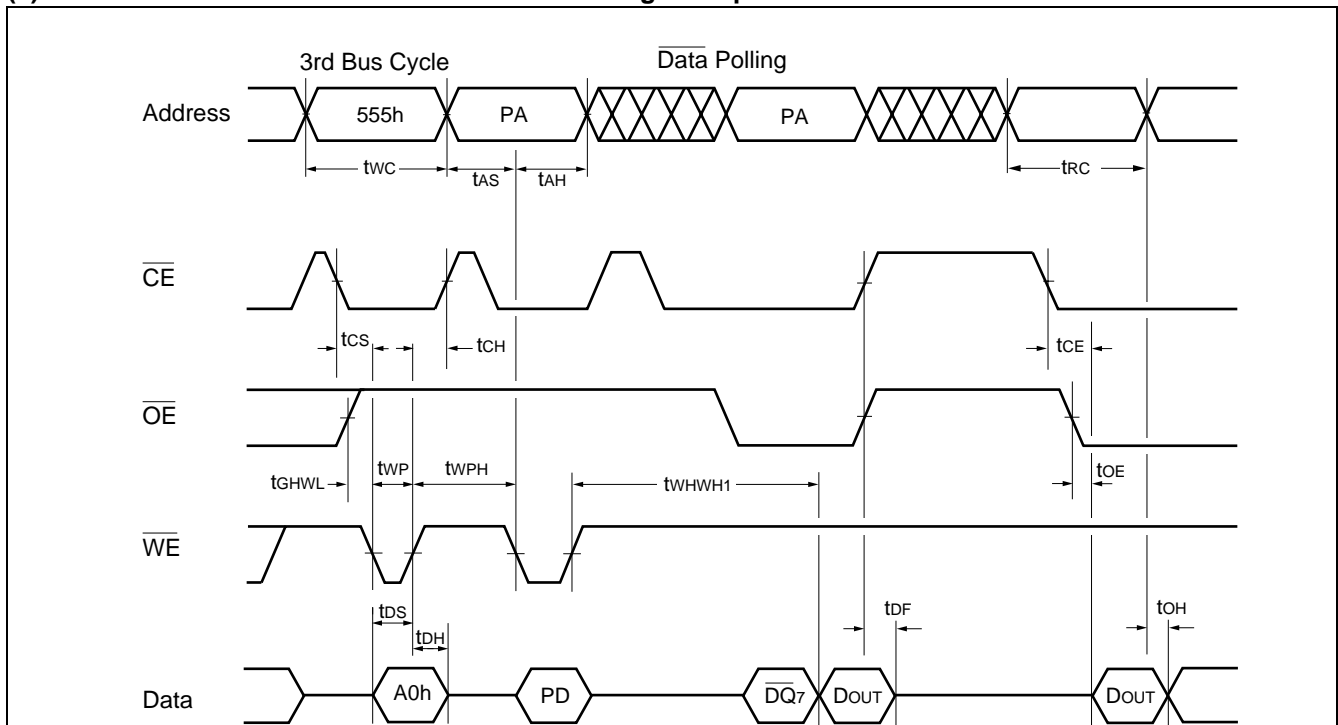 3rd Bus Cycle
Data Polling
Address
555h
PA
PA
tWC
tAS
tAH
tRC
CE
tCS
tCH
tCE
OE
tGHWL
tWP
tWPH
tWHWH1
tOE
WE
tDS
tDH
tDF
tOH
Data
A0h
PD
DQ7
DOUT
DOUT